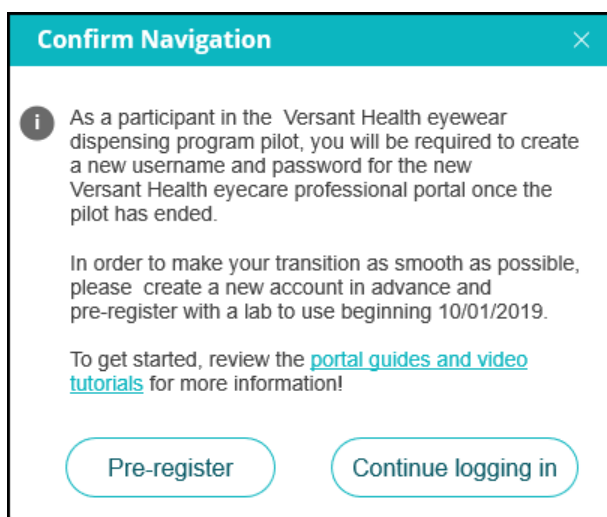 Confirm Navigation
i
As a participant in the Versant Health eyewear
dispensing program pilot, you will be required to create
a new username and password for the new
Versant Health eyecare professional portal once the
pilot has ended.
In order to make your transition as smooth as possible,
please create a new account in advance and
pre-register with a lab to use beginning 10/01/2019.
To get started, review the portal guides and video
tutorials for more information!
Pre-register
Continue logging in